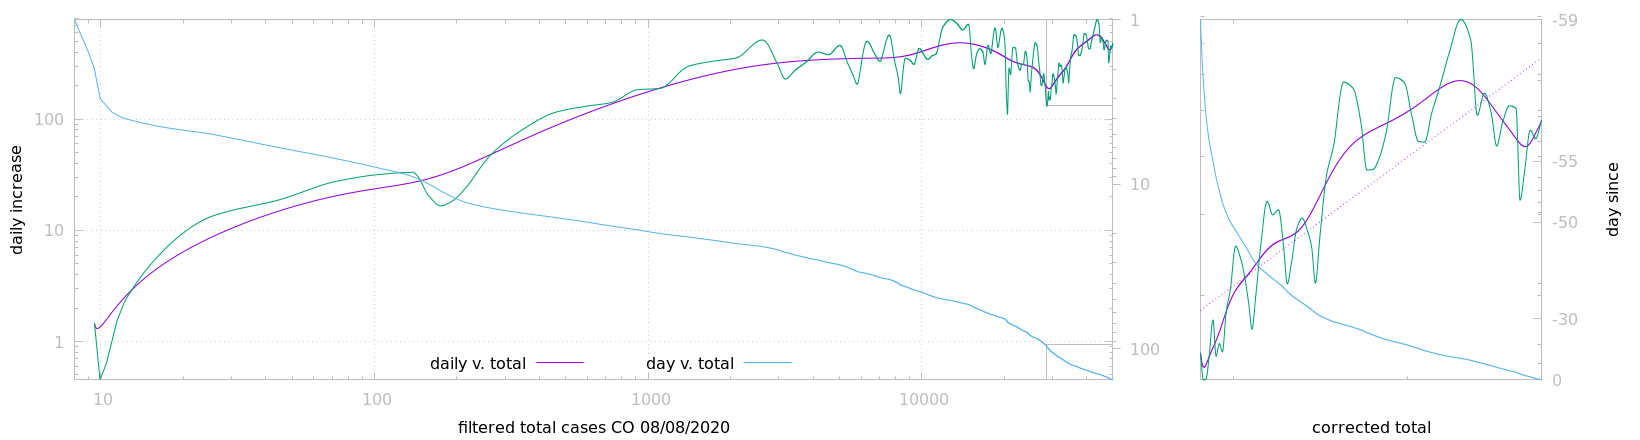 daily increase
100
10
1
10
100
1000
10000
filtered total cases CO 08/08/2020
daily v. total
day v. total
1
10
100
-59
-55
-50
-30
0
day since
corrected total